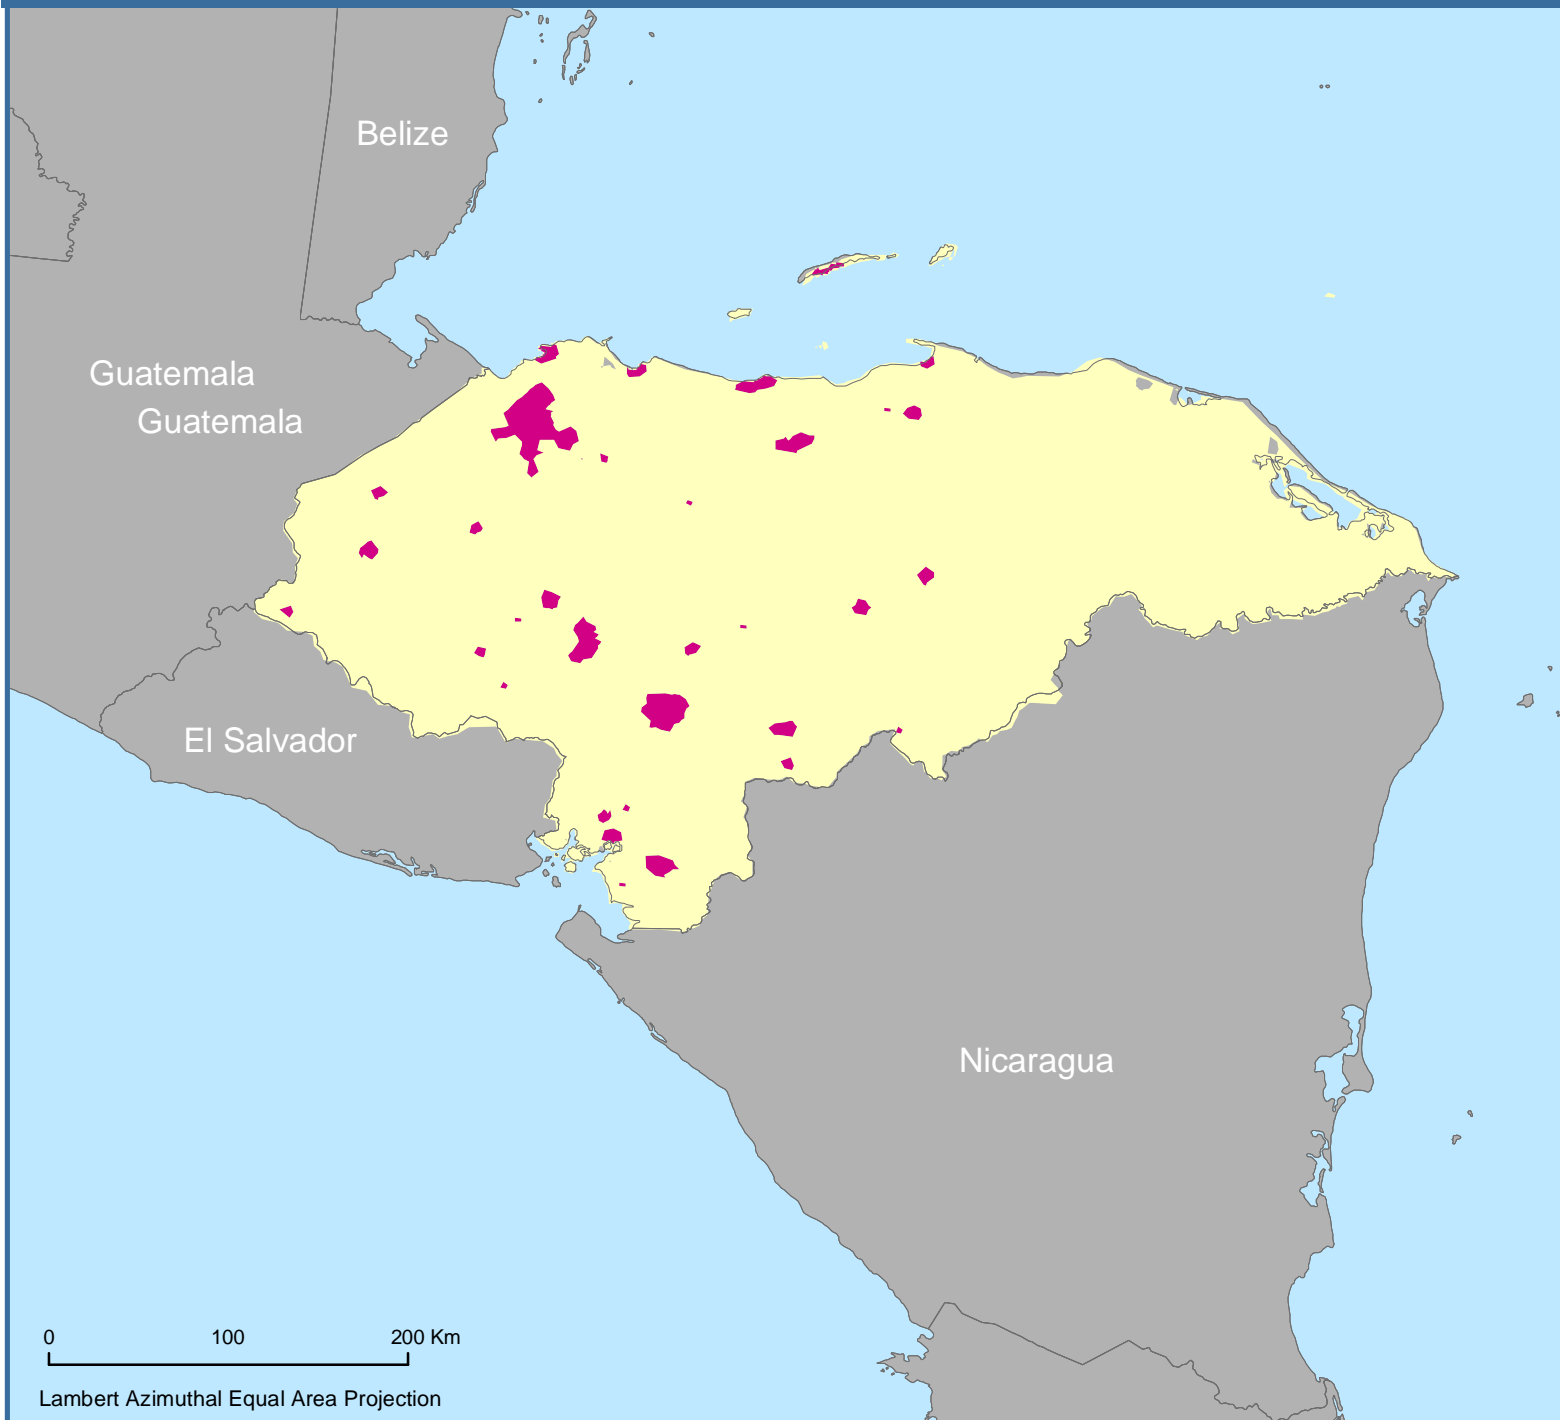 Belize
Guatemala
Guatemala
El Salvador
Nicaragua
0 100 200 Km
Lambert Azimuthal Equal Area Projection